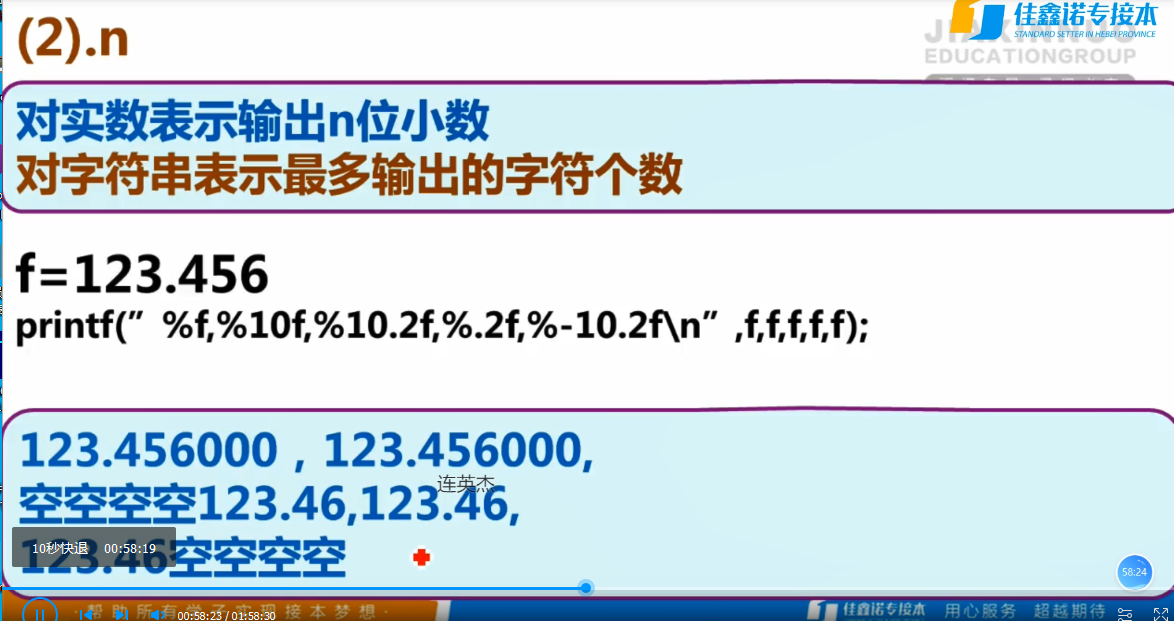 (2).n
佳鑫诺专接本
STANDARD SETTER IN HEBEI PROVINCE
JIAXINNUO
EDUCATIONGROUP
对实数表示输出n位小数
对字符串表示最多输出的字符个数
f=123.456
printf(”%f,%10f,%10.2f,%.2f,%-10.2f\n”,f,f,f,f,f);
123.456000，123.456000,
连英杰
空空空空123.46,123.46,
10秒快退 00:58:19
123.46空空空空
58:24
·帮助所有学子实现接本梦想·
00:58:23 / 01:58:30
佳鑫诺专接本 用心服务 超越期待